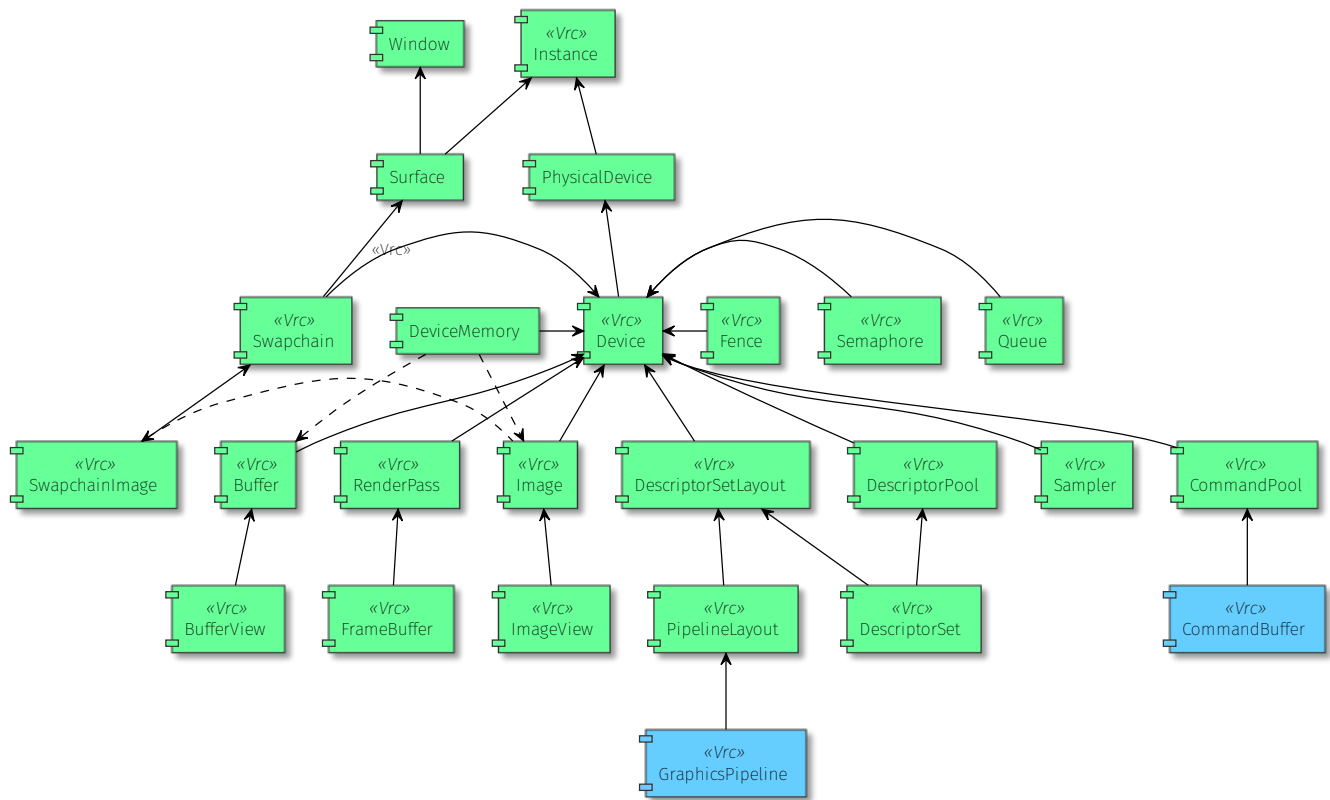 «Vrc»
Window
Instance
Surface
PhysicalDevice
«Vrc»
«Vrc»
Swapchain
DeviceMemory
«Vrc»
Device
«Vrc»
Fence
«Vrc»
Semaphore
«Vrc»
Queue
«Vrc»
SwapchainImage
«Vrc»
Buffer
«Vrc»
RenderPass
«Vrc»
Image
«Vrc»
DescriptorSetLayout
«Vrc»
DescriptorPool
«Vrc»
Sampler
«Vrc»
CommandPool
«Vrc»
BufferView
«Vrc»
FrameBuffer
«Vrc»
ImageView
«Vrc»
PipelineLayout
«Vrc»
DescriptorSet
«Vrc»
CommandBuffer
«Vrc»
GraphicsPipeline